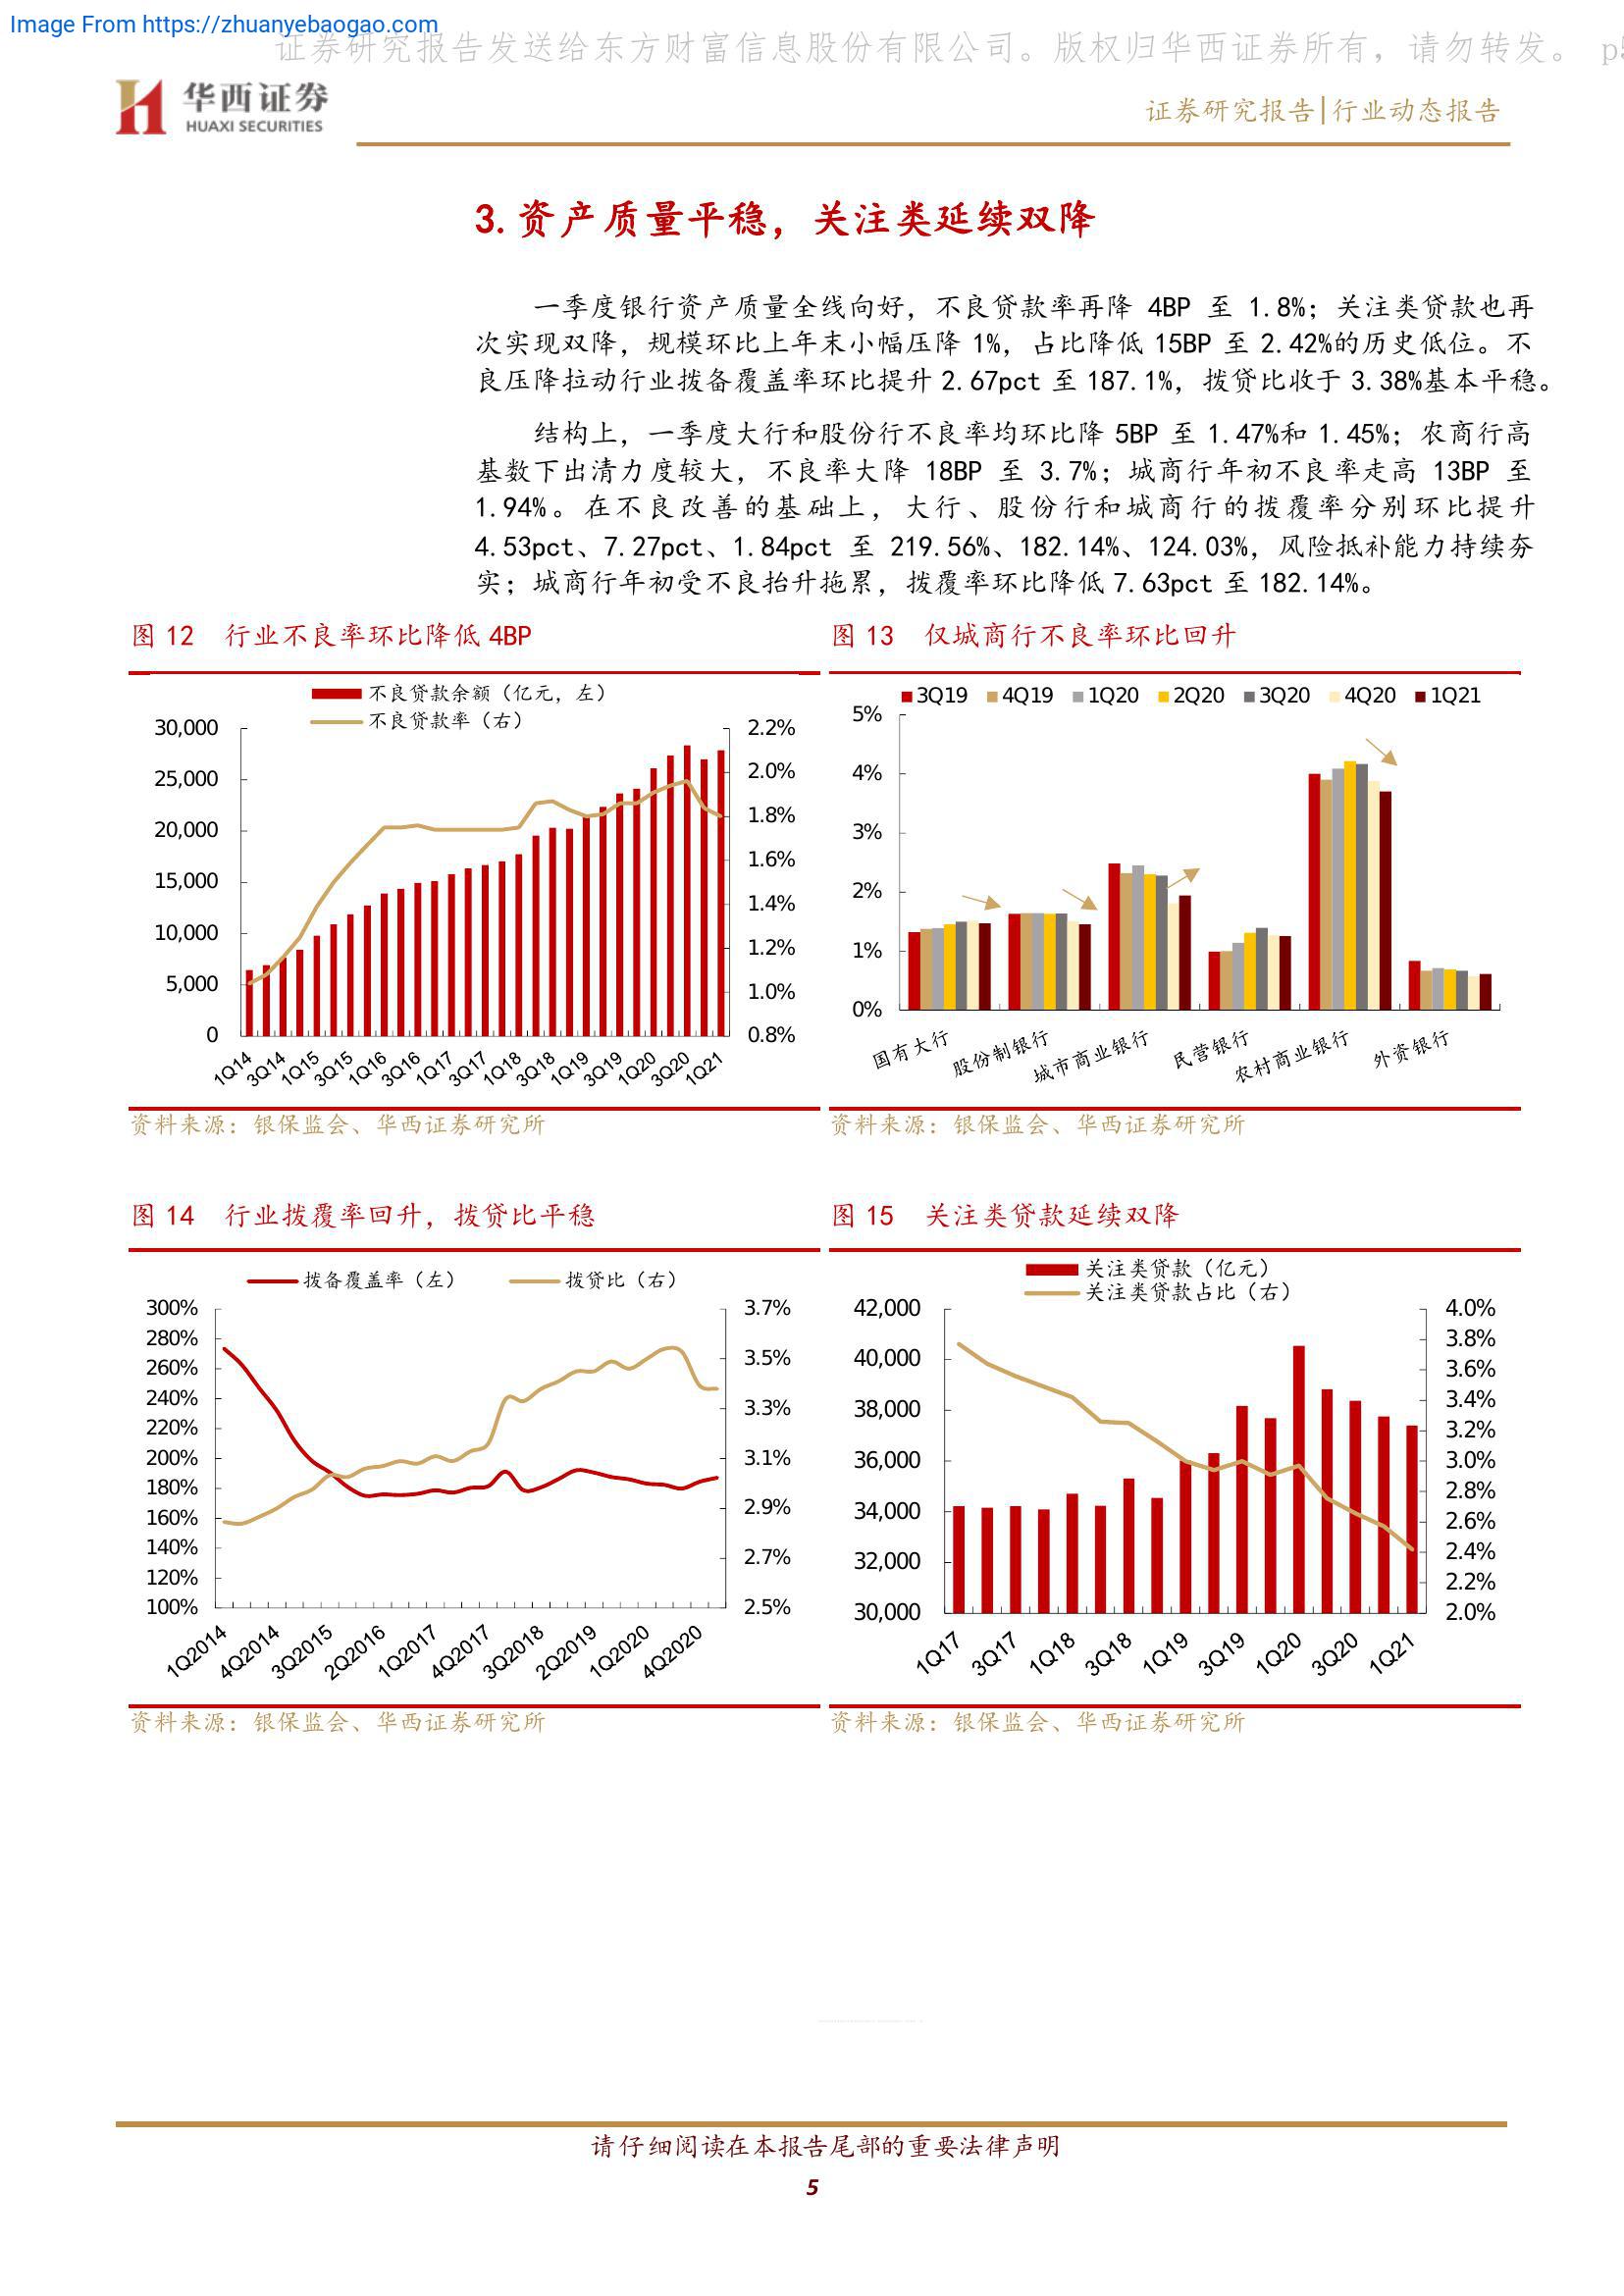 Image From https://zhuanyebaogao.com
证券研究报告发送给东方财富信息股份有限公司。版权归华西证券所有，请勿转发。 p5
华西证券
HUAXI SECURITIES
证券研究报告|行业动态报告
3. 资产质量平稳，关注类延续双降
一季度银行资产质量全线向好，不良贷款率再降 4BP 至 1.8%；关注类贷款也再
次实现双降，规模环比上年末小幅压降 1%，占比降低 15BP 至 2.42%的历史低位。不
良压降拉动行业拨备覆盖率环比提升 2.67pct 至 187.1%，拨贷比收于 3.38%基本平稳。
结构上，一季度大行和股份行不良率均环比降 5BP 至 1.47%和 1.45%；农商行高
基数下出清力度较大，不良率大降 18BP 至 3.7%；城商行年初不良率走高 13BP 至
1.94%。在不良改善的基础上，大行、股份行和城商行的拨覆率分别环比提升
4.53pct、7.27pct、1.84pct 至 219.56%、182.14%、124.03%，风险抵补能力持续夯
实；城商行年初受不良抬升拖累，拨覆率环比降低 7.63pct 至 182.14%。
图 12 行业不良率环比降低 4BP
不良贷款余额（亿元，左）
不良贷款率（右）
30,000
25,000
20,000
15,000
10,000
5,000
0
2.2%
2.0%
1.8%
1.6%
1.4%
1.2%
1.0%
0.8%
1Q14 3Q14 1Q15 3Q15 1Q16 3Q16 1Q17 3Q17 1Q18 3Q18 1Q19 3Q19 1Q20 3Q20 1Q21
资料来源：银保监会、华西证券研究所
图 13 仅城商行不良率环比回升
3Q19 4Q19 1Q20 2Q20 3Q20 4Q20 1Q21
5%
4%
3%
2%
1%
0%
国有大行 股份制银行 城市商业银行 民营银行 农村商业银行 外资银行
资料来源：银保监会、华西证券研究所
图 14 行业拨覆率回升，拨贷比平稳
拨备覆盖率（左） 拨贷比（右）
300%
280%
260%
240%
220%
200%
180%
160%
140%
120%
100%
3.7%
3.5%
3.3%
3.1%
2.9%
2.7%
2.5%
1Q2014 4Q2014 3Q2015 2Q2016 1Q2017 4Q2017 3Q2018 2Q2019 1Q2020 4Q2020
资料来源：银保监会、华西证券研究所
图 15 关注类贷款延续双降
关注类贷款（亿元）
关注类贷款占比（右）
42,000
40,000
38,000
36,000
34,000
32,000
30,000
4.0%
3.8%
3.6%
3.4%
3.2%
3.0%
2.8%
2.6%
2.4%
2.2%
2.0%
1Q17 3Q17 1Q18 3Q18 1Q19 3Q19 1Q20 3Q20 1Q21
资料来源：银保监会、华西证券研究所
请仔细阅读在本报告尾部的重要法律声明
5